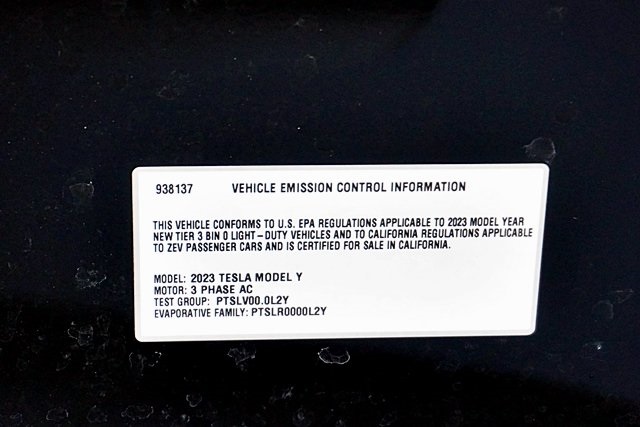 938137 VEHICLE EMISSION CONTROL INFORMATION
THIS VEHICLE CONFORMS TO U.S. EPA REGULATIONS APPLICABLE TO 2023 MODEL YEAR
NEW TIER 3 BIN 0 LIGHT-DUTY VEHICLES AND TO CALIFORNIA REGULATIONS APPLICABLE
TO ZEV PASSENGER CARS AND IS CERTIFIED FOR SALE IN CALIFORNIA.
MODEL: 2023 TESLA MODEL Y
MOTOR: 3 PHASE AC
TEST GROUP: PTSLV00.0L2Y
EVAPORATIVE FAMILY: PTSLR0000L2Y